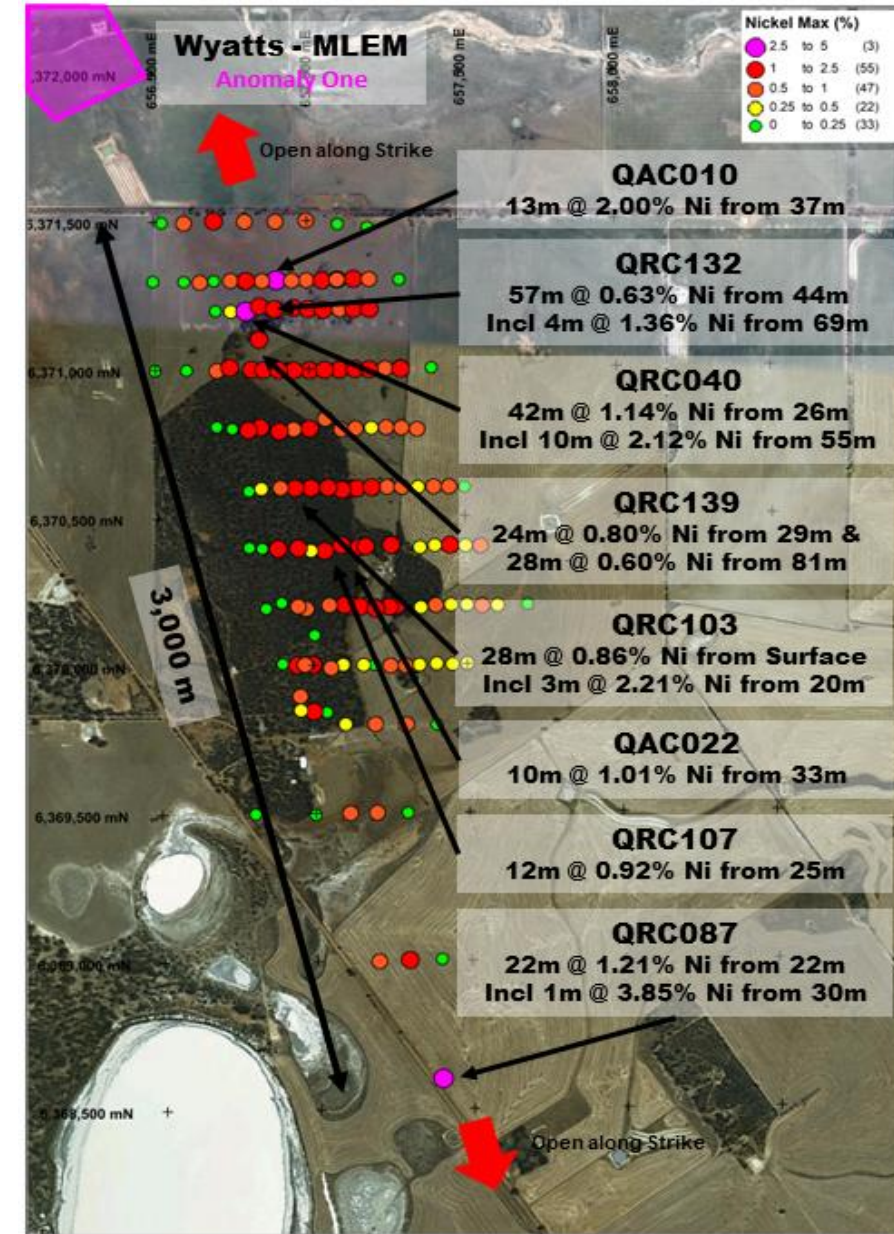 Wyatts - MLEM
Anomaly One
Nickel Max (%)
2.5 to 5 (3)
1 to 2.5 (55)
0.5 to 1 (47)
0.25 to 0.5 (22)
0 to 0.25 (33)
657,500 mE
658,000 mE
,372,000 mN
Open along Strike
QAC010
13m @ 2.00% Ni from 37m
6,371,500 mN
QRC132
57m @ 0.63% Ni from 44m
Incl 4m @ 1.36% Ni from 69m
6,371,000 mN
QRC040
42m @ 1.14% Ni from 26m
Incl 10m @ 2.12% Ni from 55m
6,370,500 mN
QRC139
24m @ 0.80% Ni from 29m &
28m @ 0.60% Ni from 81m
3,000 m
QRC103
28m @ 0.86% Ni from Surface
Incl 3m @ 2.21% Ni from 20m
QAC022
10m @ 1.01% Ni from 33m
6,369,500 mN
QRC107
12m @ 0.92% Ni from 25m
QRC087
22m @ 1.21% Ni from 22m
Incl 1m @ 3.85% Ni from 30m
6,368,500 mN
Open along Strike